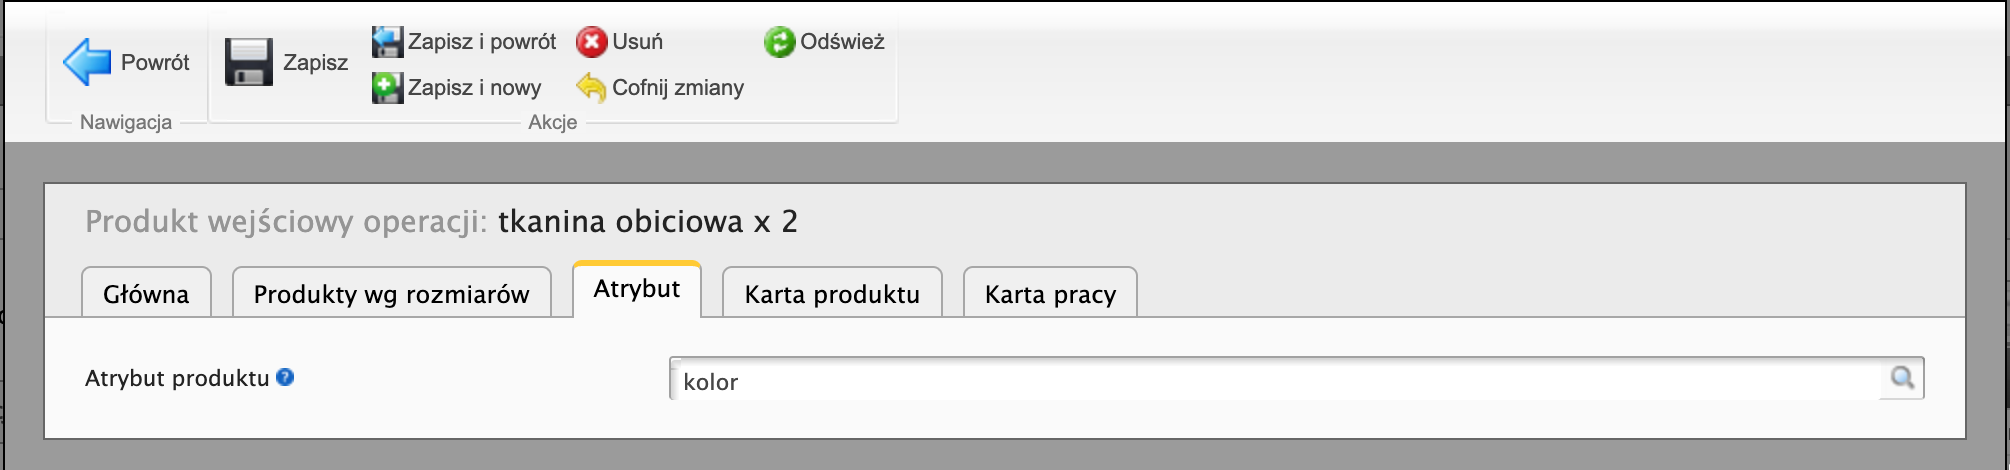 Powrót
Zapisz
Zapisz i powrót
Usuń
Odśwież
Zapisz i nowy
Cofnij zmiany
Nawigacja
Akcje
Produkt wejściowy operacji: tkanina obiciowa x 2
Główna
Produkty wg rozmiarów
Atrybut
Karta produktu
Karta pracy
Atrybut produktu ?
kolor